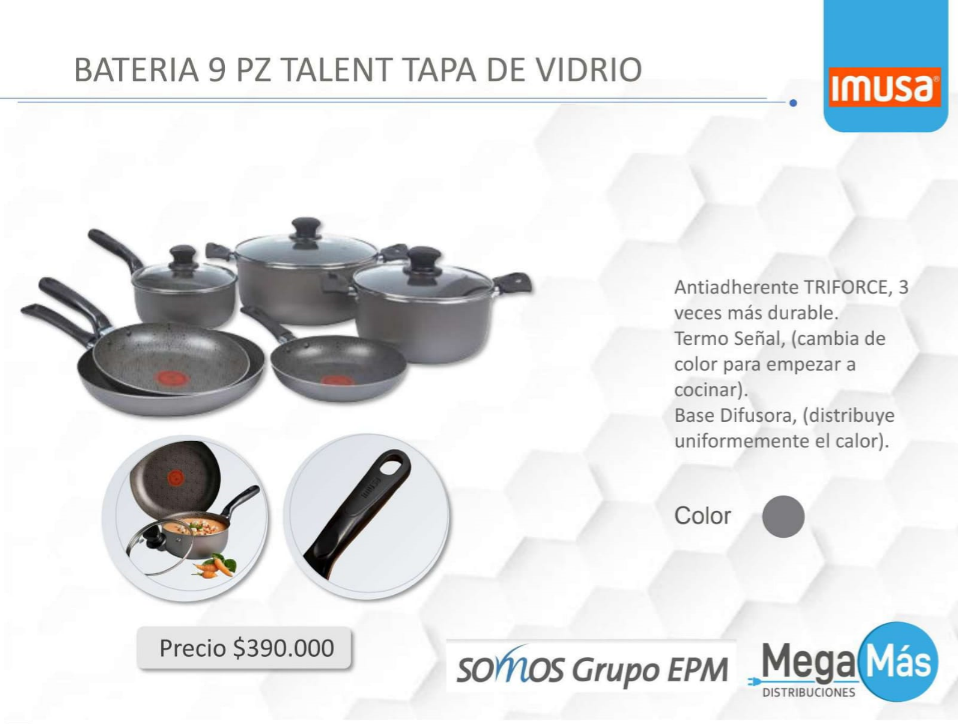 BATERIA 9 PZ TALENT TAPA DE VIDRIO
IMUSA
Antiadherente TRIFORCE, 3
veces más durable.
Termo Señal, (cambia de
color para empezar a
cocinar).
Base Difusora, (distribuye
uniformemente el calor).
Color
Precio $390.000
SOMOS Grupo EPM
Mega Más
DISTRIBUCIONES